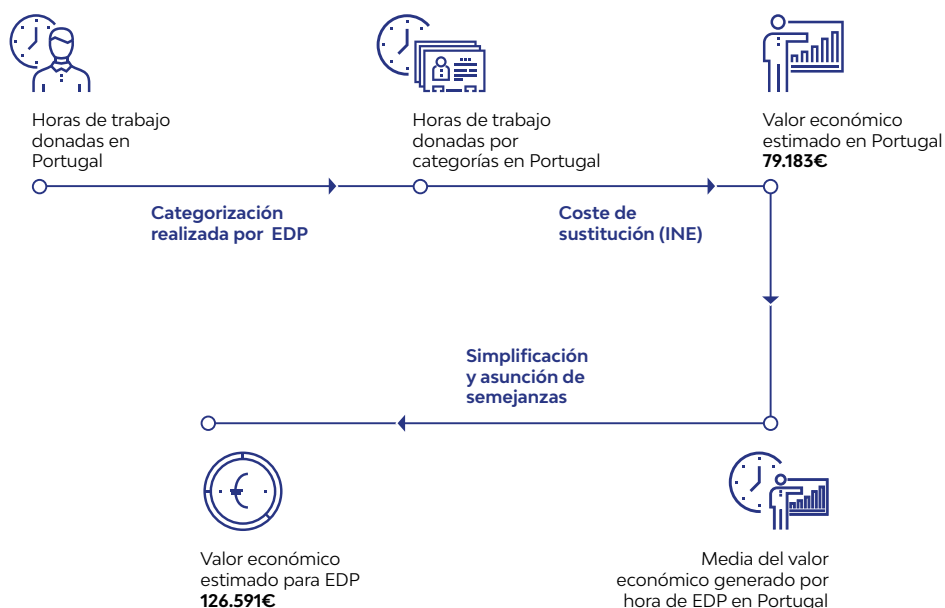 Horas de trabajo
donadas en
Portugal
Horas de trabajo
donadas por
categorías en Portugal
Valor económico
estimado en Portugal
79.183€
Categorización
realizada por EDP
Coste de
sustitución (INE)
Simplificación
y asunción de
semejanzas
Valor económico
estimado para EDP
126.591€
Media del valor
económico generado por
hora de EDP en Portugal